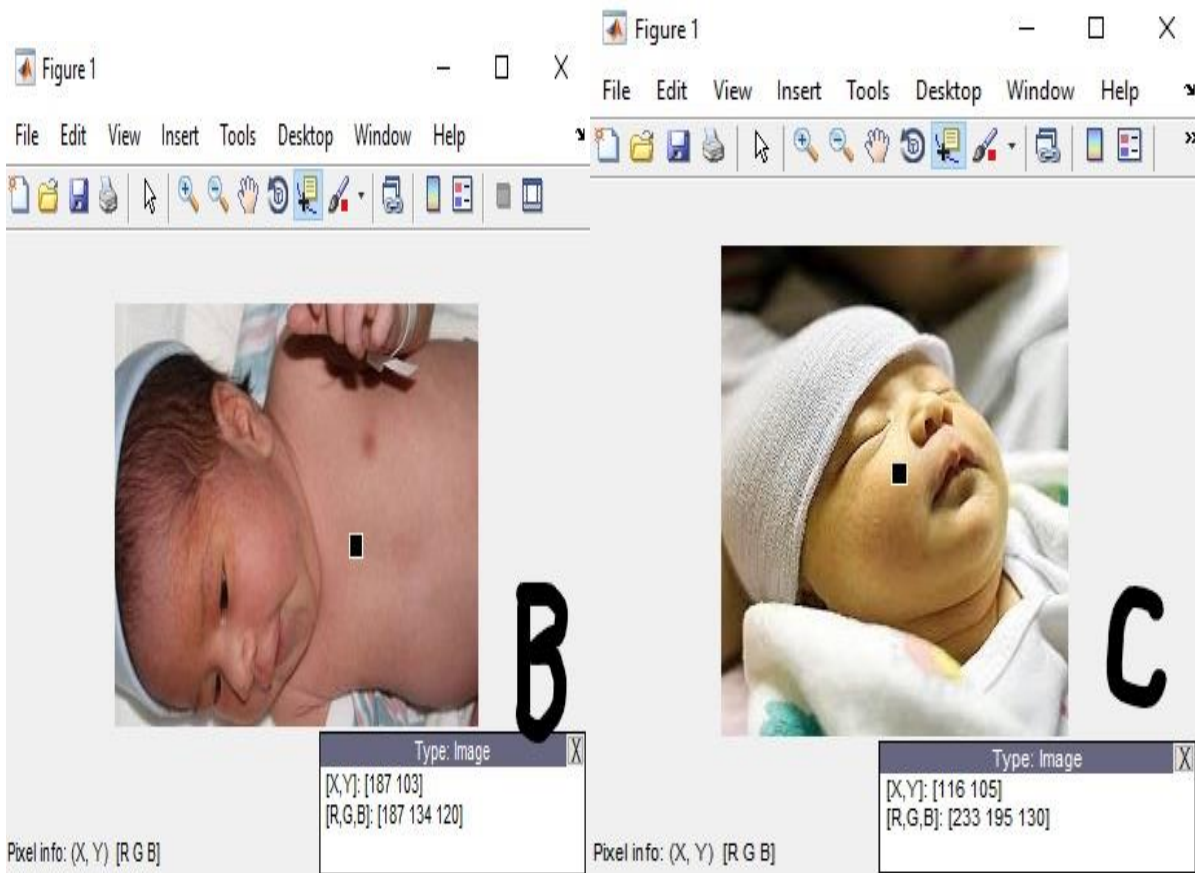 Figure 1
File Edit View Insert Tools Desktop Window Help
B
Type: Image X
[X,Y]: [187 103]
[R,G,B]: [187 134 120]
Pixel info: (X, Y) [R G B]
Figure 1
File Edit View Insert Tools Desktop Window Help
C
Type: Image X
[X,Y]: [116 105]
[R,G,B]: [233 195 130]
Pixel info: (X, Y) [R G B]